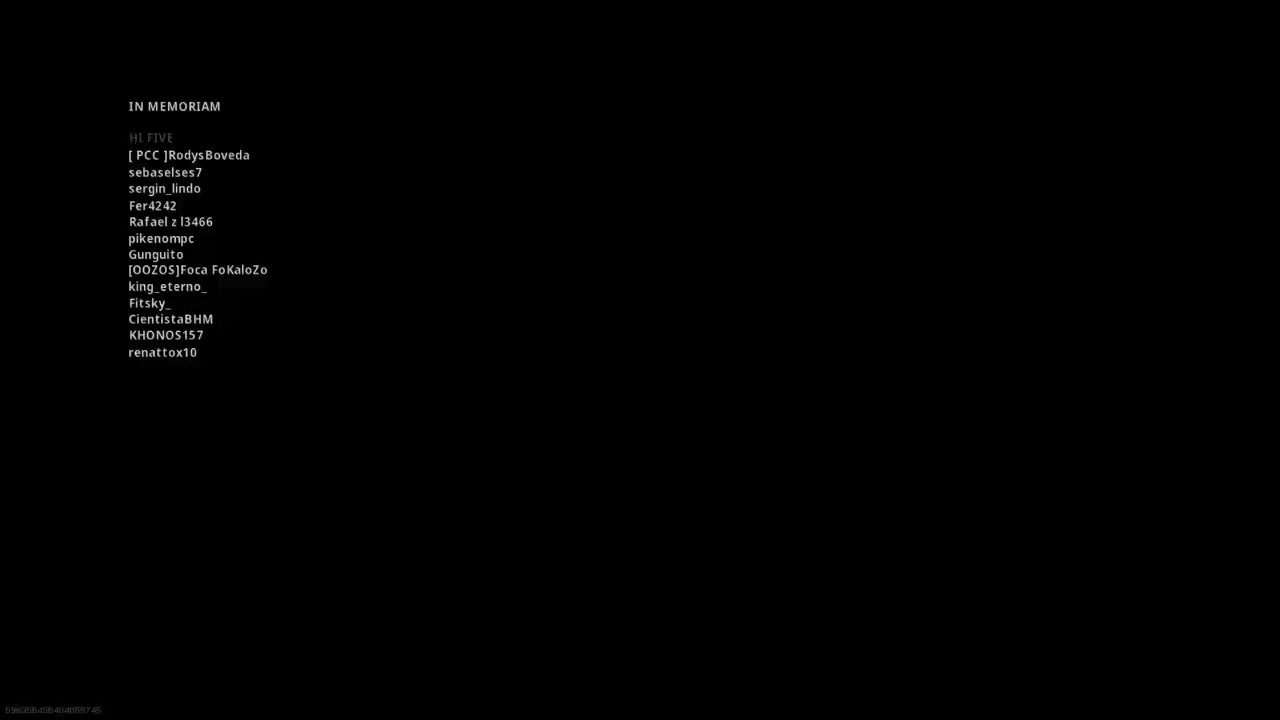 IN MEMORIAM
HI FIVE
[ PCC ]RodysBoveda
sebaselses7
sergin_lindo
Fer4242
Rafael z l3466
pikenompc
Gunguito
[OOZOS]Foca FoKaloZo
king_eterno_
Fitsky_
CientistaBHM
KHONOS157
renattox10